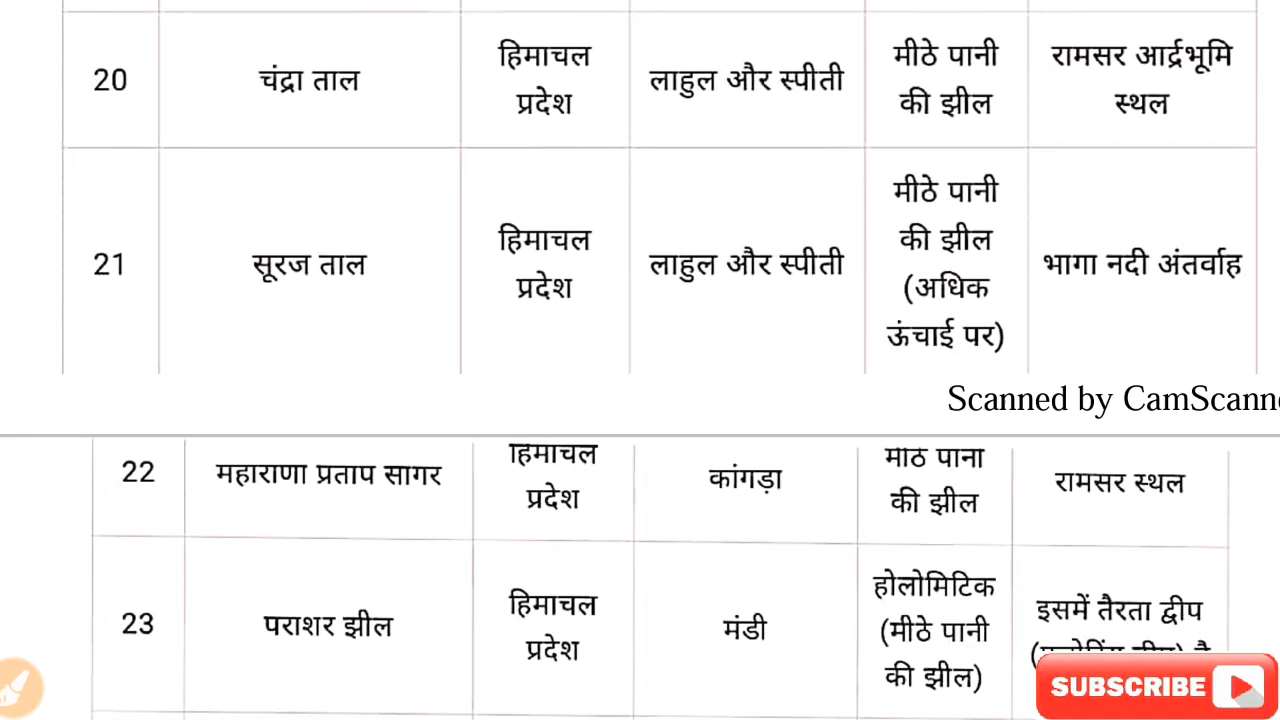 20
चंद्रा ताल
हिमाचल
प्रदेश
लाहुल और स्पीती
मीठे पानी
की झील
रामसर आर्द्रभूमि
स्थल
21
सूरज ताल
हिमाचल
प्रदेश
लाहुल और स्पीती
मीठे पानी
की झील
(अधिक
ऊंचाई पर)
भागा नदी अंतर्वाह
Scanned by CamScanne
22
महाराणा प्रताप सागर
हिमाचल
प्रदेश
कांगड़ा
मीठे पानी
की झील
रामसर स्थल
23
पराशर झील
हिमाचल
प्रदेश
मंडी
होलोमिटिक
(मीठे पानी
की झील)
इसमें तैरता द्वीप
SUBSCRIBE